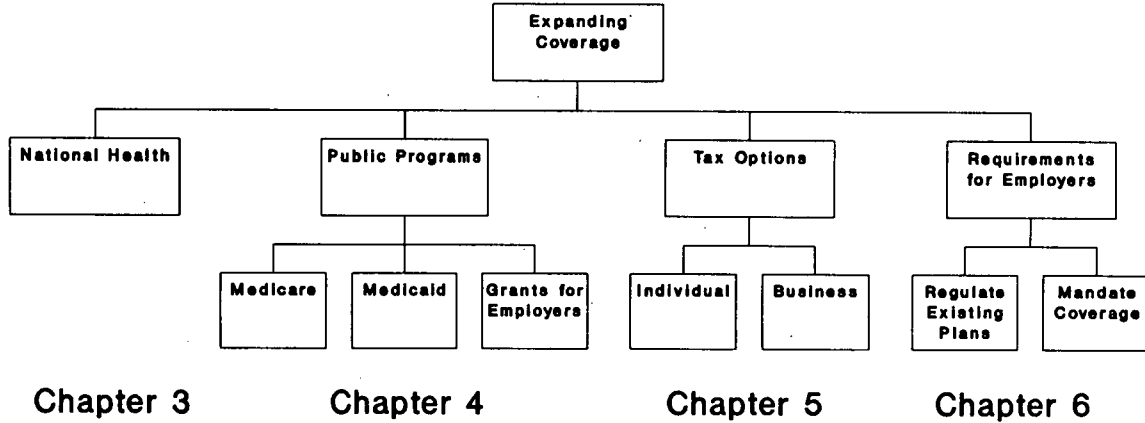 Expanding
Coverage
National Health
Public Programs
Tax Options
Requirements
for Employers
Medicare
Medicaid
Grants for
Employers
Individual
Business
Regulate
Existing
Plans
Mandate
Coverage
Chapter 3
Chapter 4
Chapter 5
Chapter 6